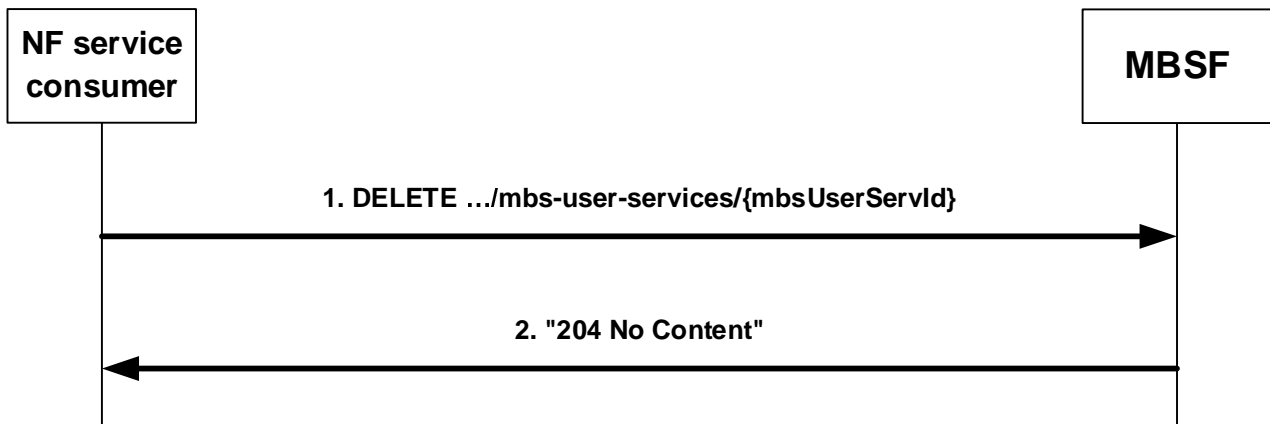 NF service
consumer
MBSF
1. DELETE …/mbs-user-services/{mbsUserServId}
2. "204 No Content"